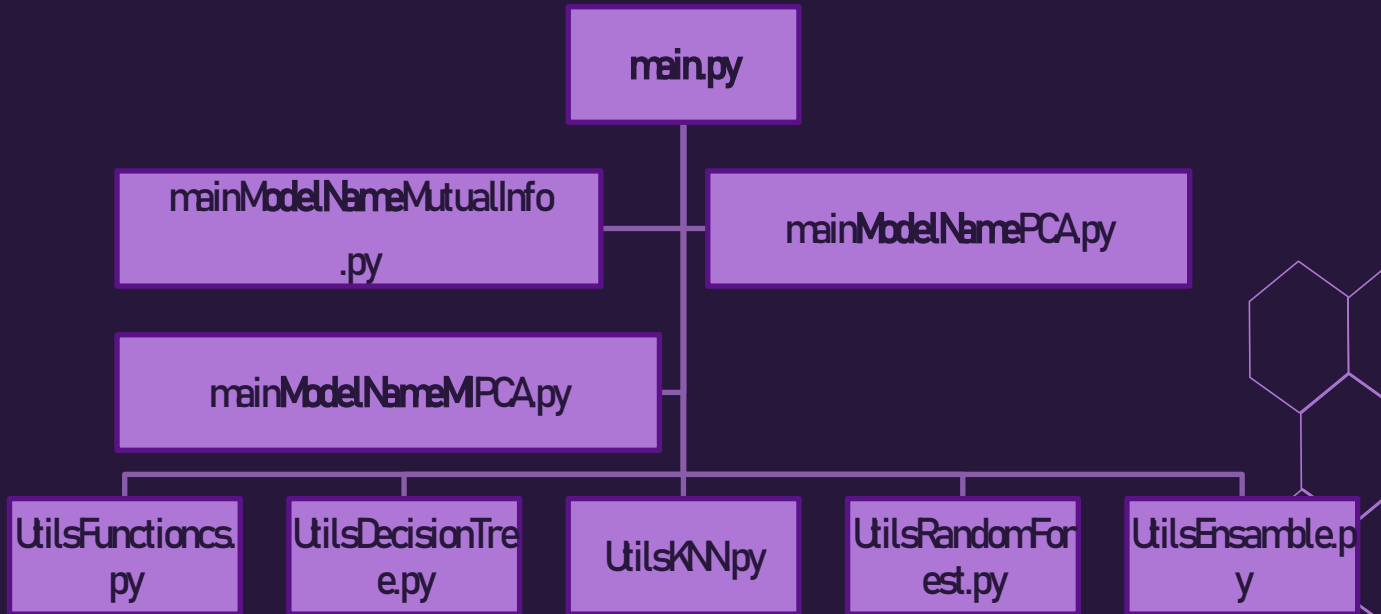 main.py
mainModelNameMutualInfo
.py
mainModelNamePCA.py
mainModelNameMIPCA.py
UtilsFunctioncs.
py
UtilsDecisionTre
e.py
UtilsKNN.py
UtilsRandomFor
est.py
UtilsEnsamble.p
y